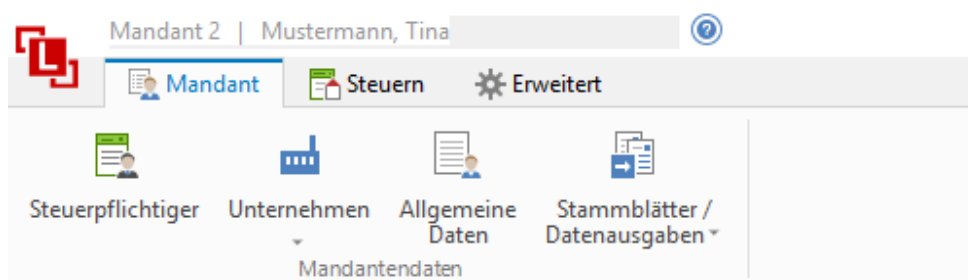 Mandant 2 | Mustermann, Tina
L
Mandant Steuern Erweitert
Steuerpflichtiger Unternehmen Allgemeine Daten Stammblätter / Datenausgaben
Mandantendaten